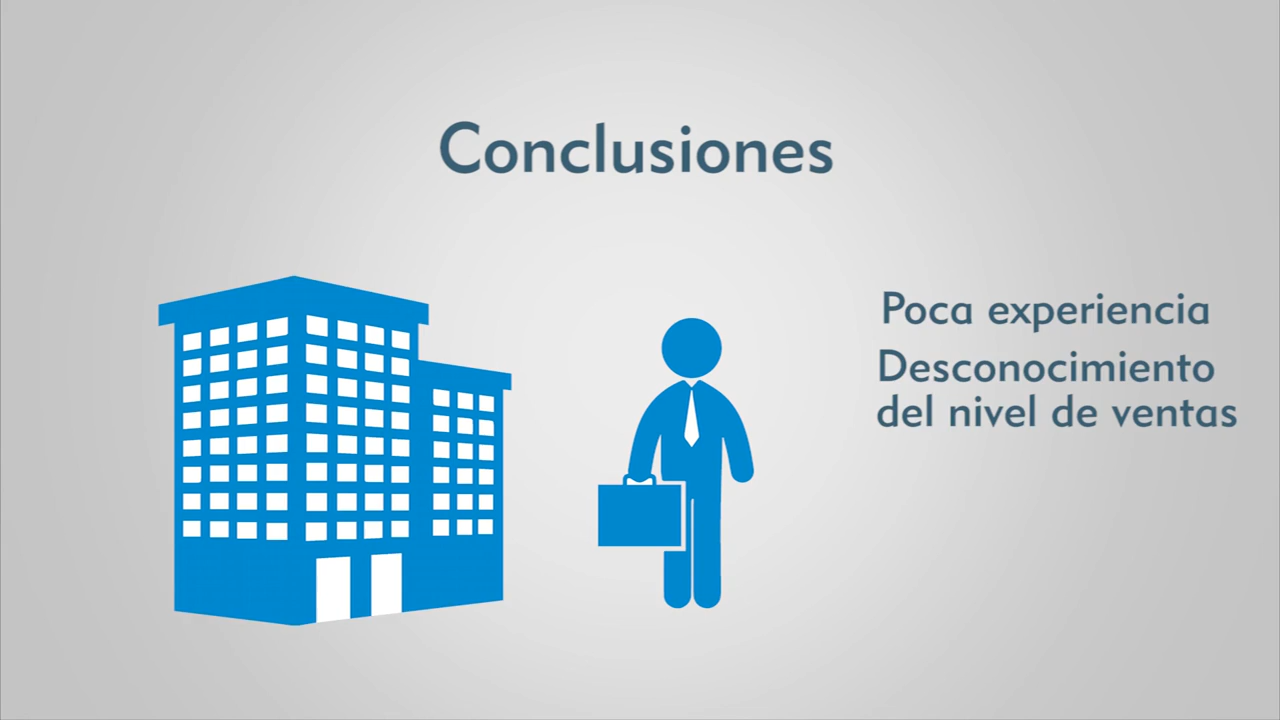 Conclusiones
Poca experiencia
Desconocimiento
del nivel de ventas